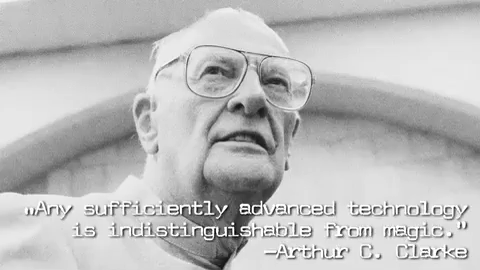 „Any sufficiently advanced technology
is indistinguishable from magic."
—Arthur C. Clarke